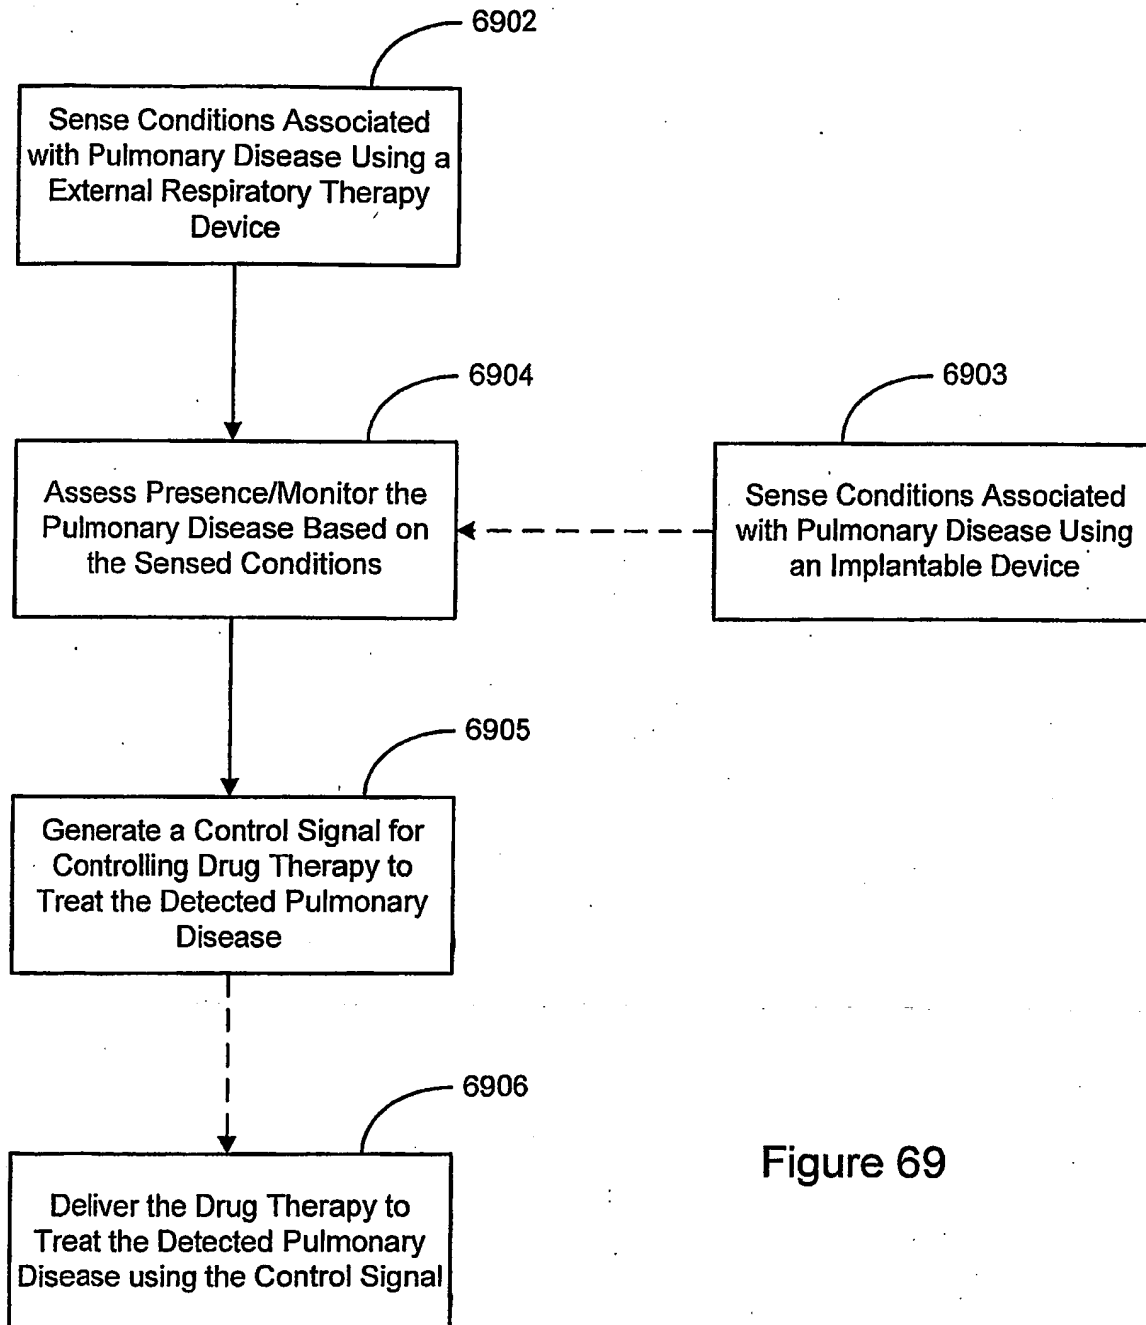 6902
Sense Conditions Associated
with Pulmonary Disease Using a
External Respiratory Therapy
Device
6904
Assess Presence/Monitor the
Pulmonary Disease Based on
the Sensed Conditions
6903
Sense Conditions Associated
with Pulmonary Disease Using
an Implantable Device
6905
Generate a Control Signal for
Controlling Drug Therapy to
Treat the Detected Pulmonary
Disease
6906
Deliver the Drug Therapy to
Treat the Detected Pulmonary
Disease using the Control Signal
Figure 69